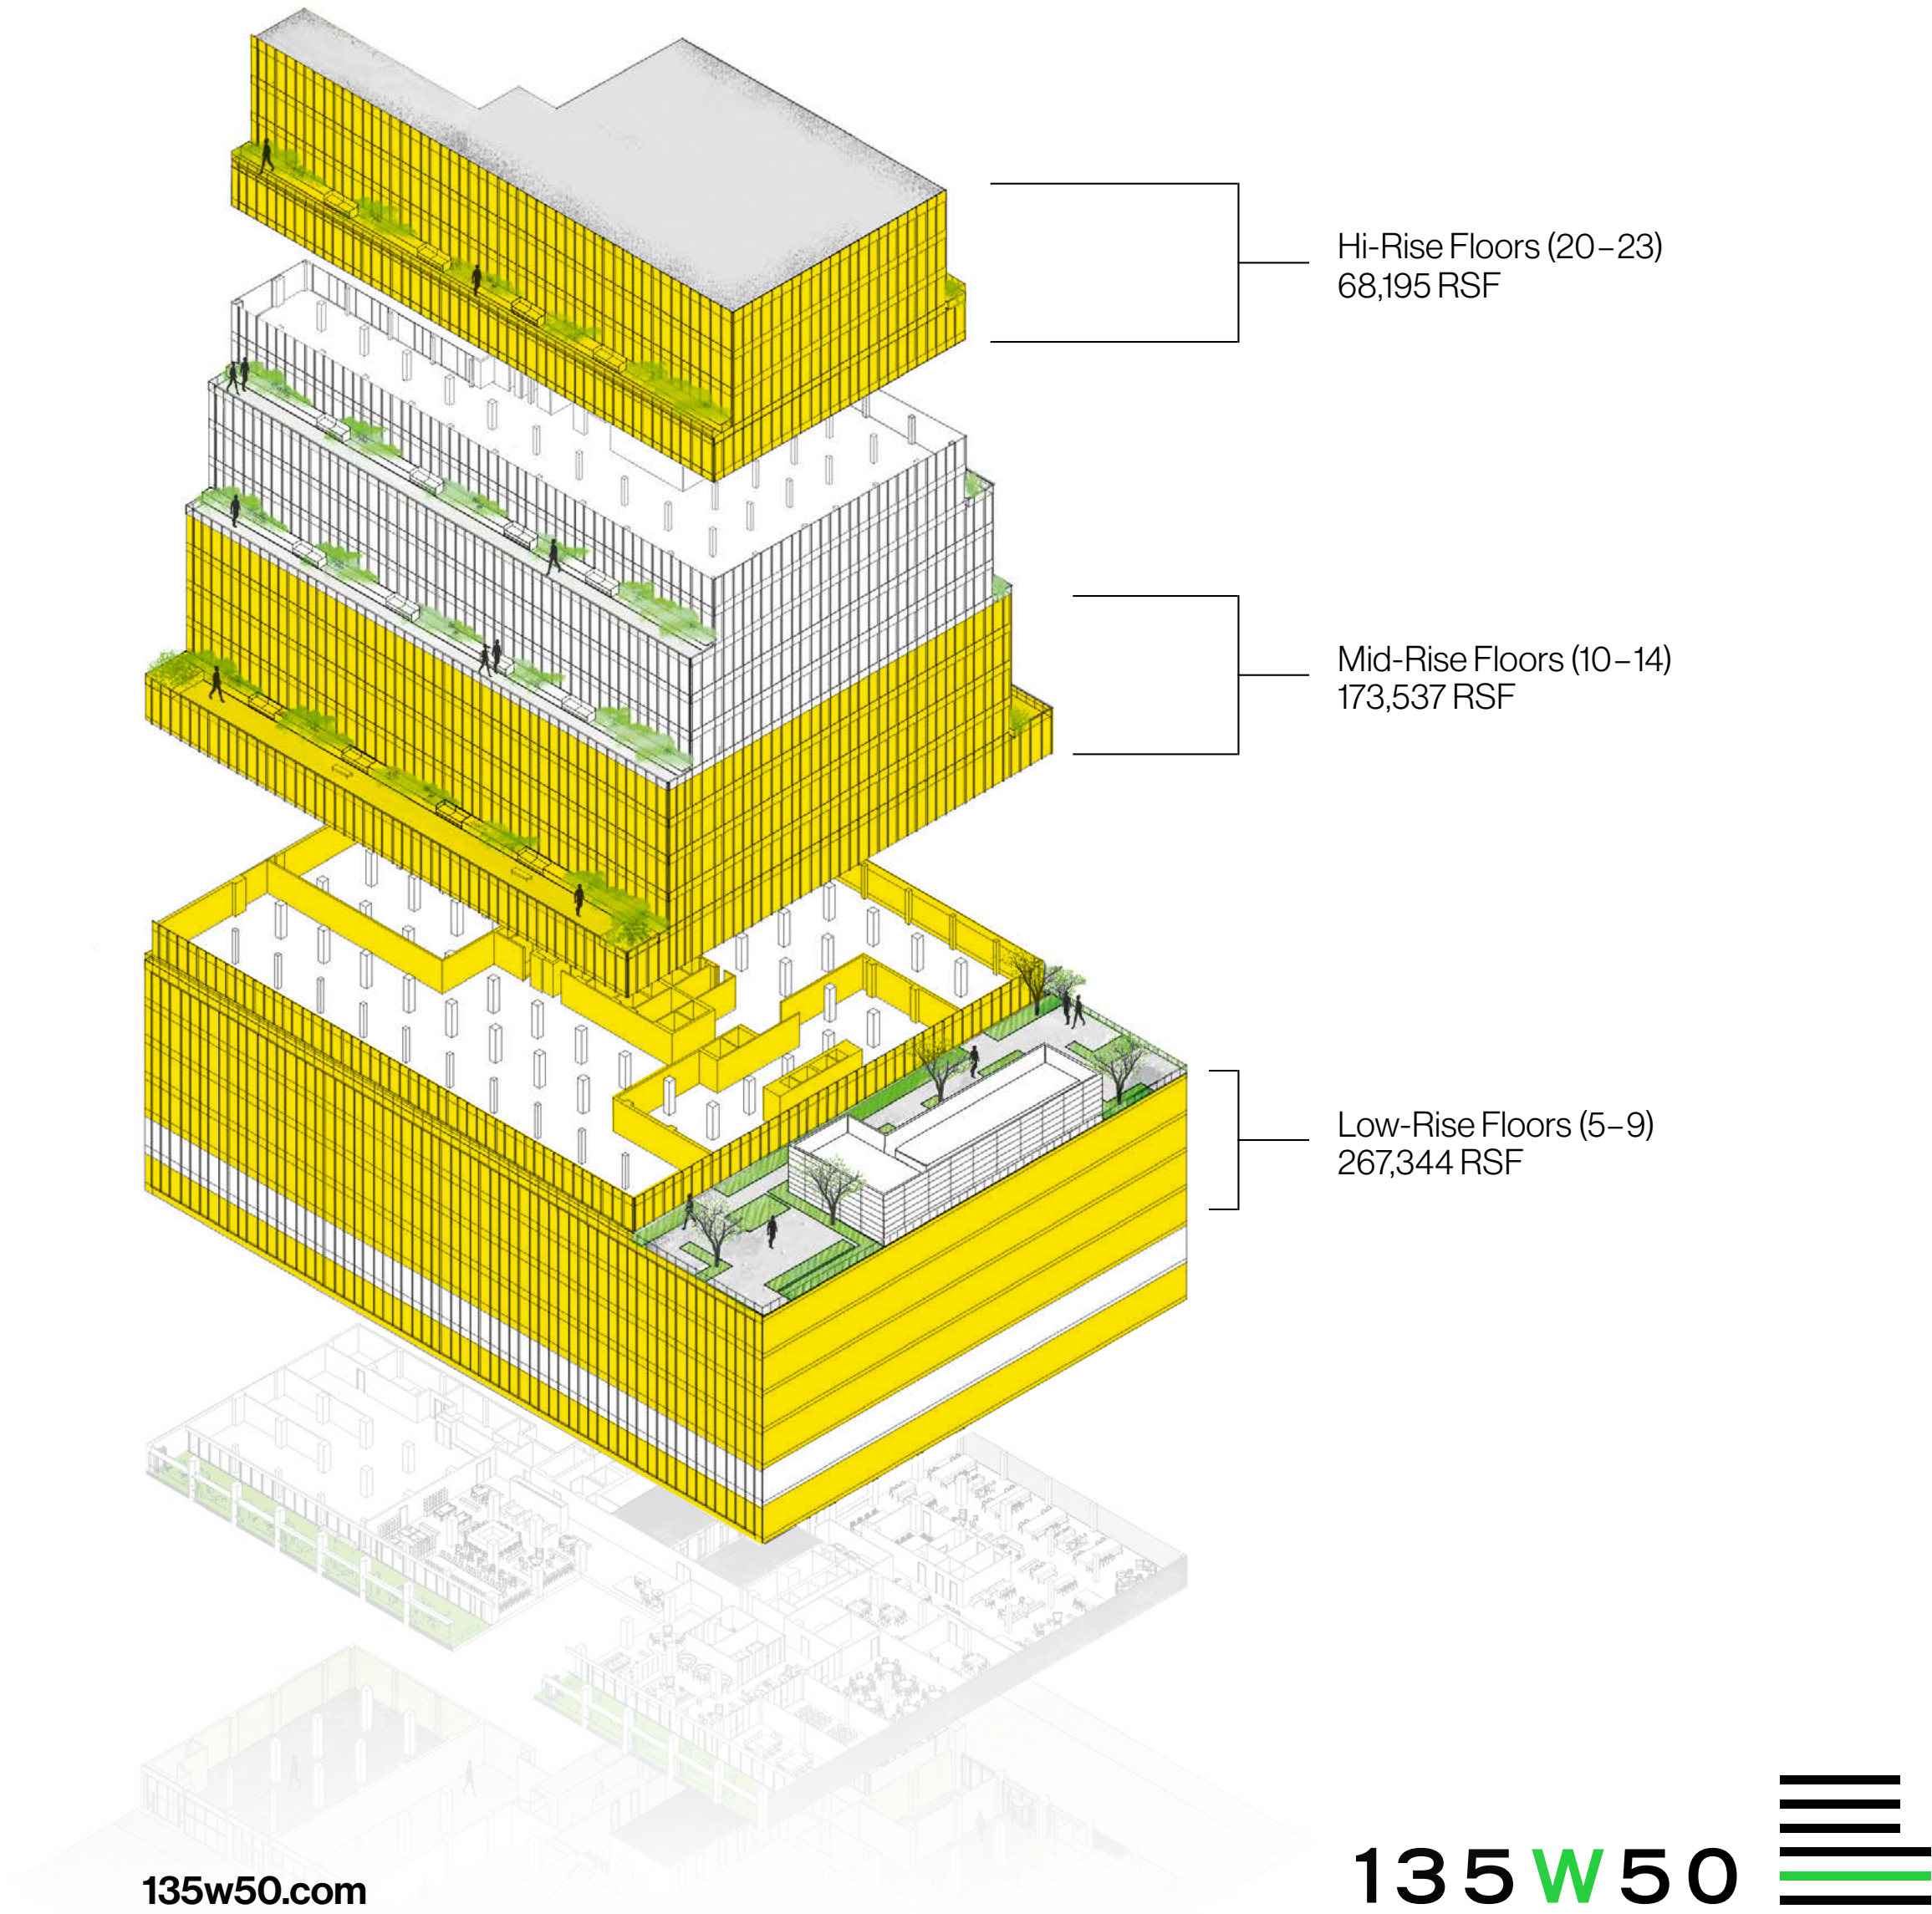 Hi-Rise Floors (20–23)
68,195 RSF
Mid-Rise Floors (10–14)
173,537 RSF
Low-Rise Floors (5–9)
267,344 RSF
135w50.com
135W50